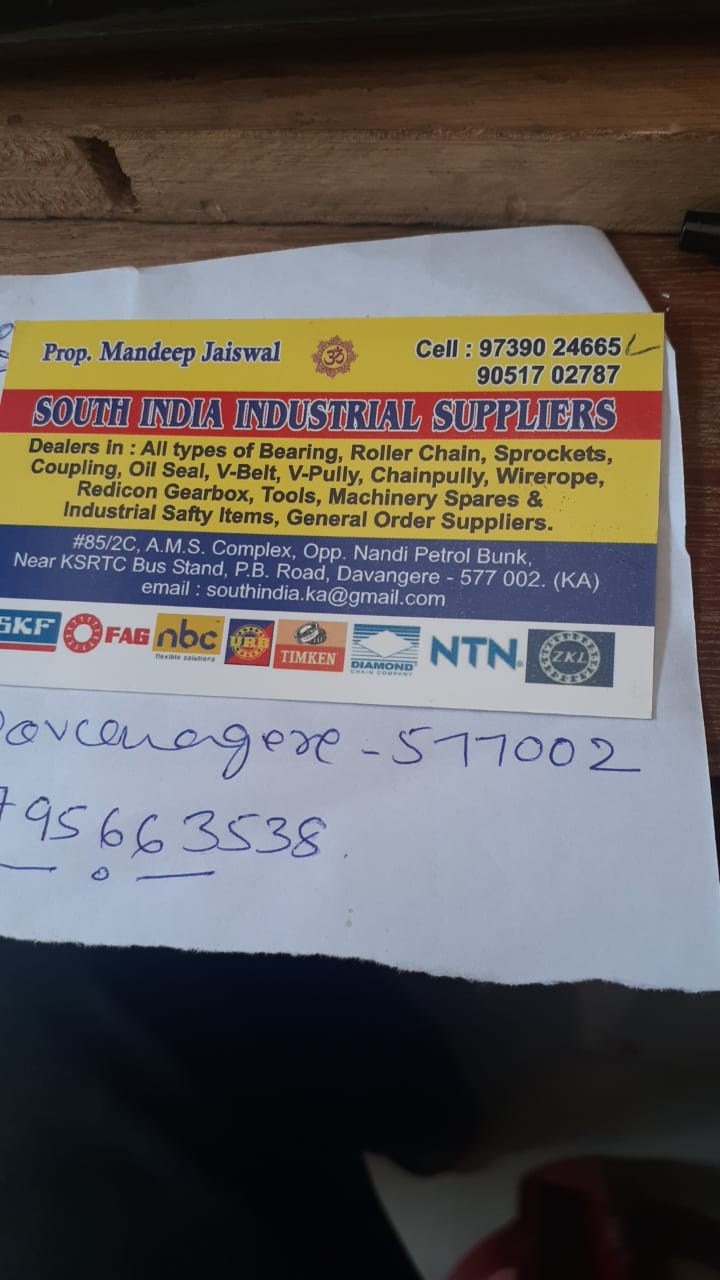 Prop. Mandeep Jaiswal
ॐ
Cell : 97390 24665
90517 02787
SOUTH INDIA INDUSTRIAL SUPPLIERS
Dealers in : All types of Bearing, Roller Chain, Sprockets,
Coupling, Oil Seal, V-Belt, V-Pully, Chainpully, Wirerope,
Redicon Gearbox, Tools, Machinery Spares &
Industrial Safty Items, General Order Suppliers.
#85/2C, A.M.S. Complex, Opp. Nandi Petrol Bunk,
Near KSRTC Bus Stand, P.B. Road, Davangere - 577 002. (KA)
email : southindia.ka@gmail.com
SKF FAG nbc URB TIMKEN DIAMOND NTN ZKL
flexible solutions CHAIN COMPANY
577002
795663538